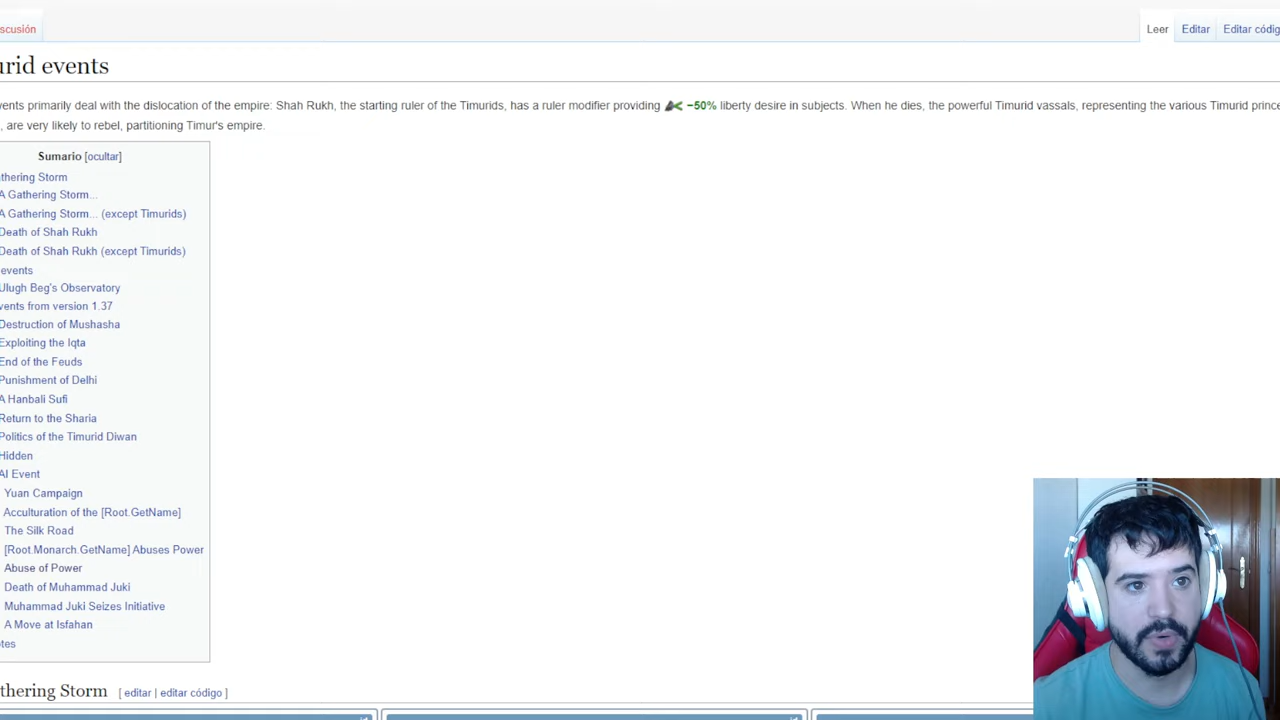 scusión
Leer Editar Editar códig
urid events
vents primarily deal with the dislocation of the empire: Shah Rukh, the starting ruler of the Timurids, has a ruler modifier providing −50% liberty desire in subjects. When he dies, the powerful Timurid vassals, representing the various Timurid prince
, are very likely to rebel, partitioning Timur's empire.
Sumario [ocultar]
thering Storm
A Gathering Storm...
A Gathering Storm... (except Timurids)
Death of Shah Rukh
Death of Shah Rukh (except Timurids)
events
Ulugh Beg's Observatory
vents from version 1.37
Destruction of Mushasha
Exploiting the Iqta
End of the Feuds
Punishment of Delhi
A Hanbali Sufi
Return to the Sharia
Politics of the Timurid Diwan
Hidden
AI Event
Yuan Campaign
Acculturation of the [Root.GetName]
The Silk Road
[Root.Monarch.GetName] Abuses Power
Abuse of Power
Death of Muhammad Juki
Muhammad Juki Seizes Initiative
A Move at Isfahan
otes
thering Storm [ editar | editar código ]